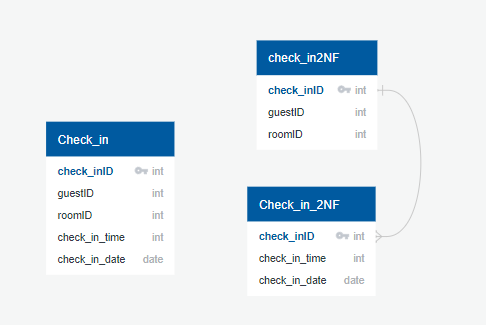 Check_in
check_inID int
guestID int
roomID int
check_in_time int
check_in_date date
check_in2NF
check_inID int
guestID int
roomID int
Check_in_2NF
check_inID int
check_in_time int
check_in_date date